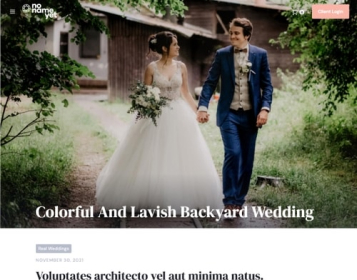 no
name
yet.
Client Login
Colorful And Lavish Backyard Wedding
Real Weddings
NOVEMBER 30, 2021
Voluptates architecto vel aut minima natus.